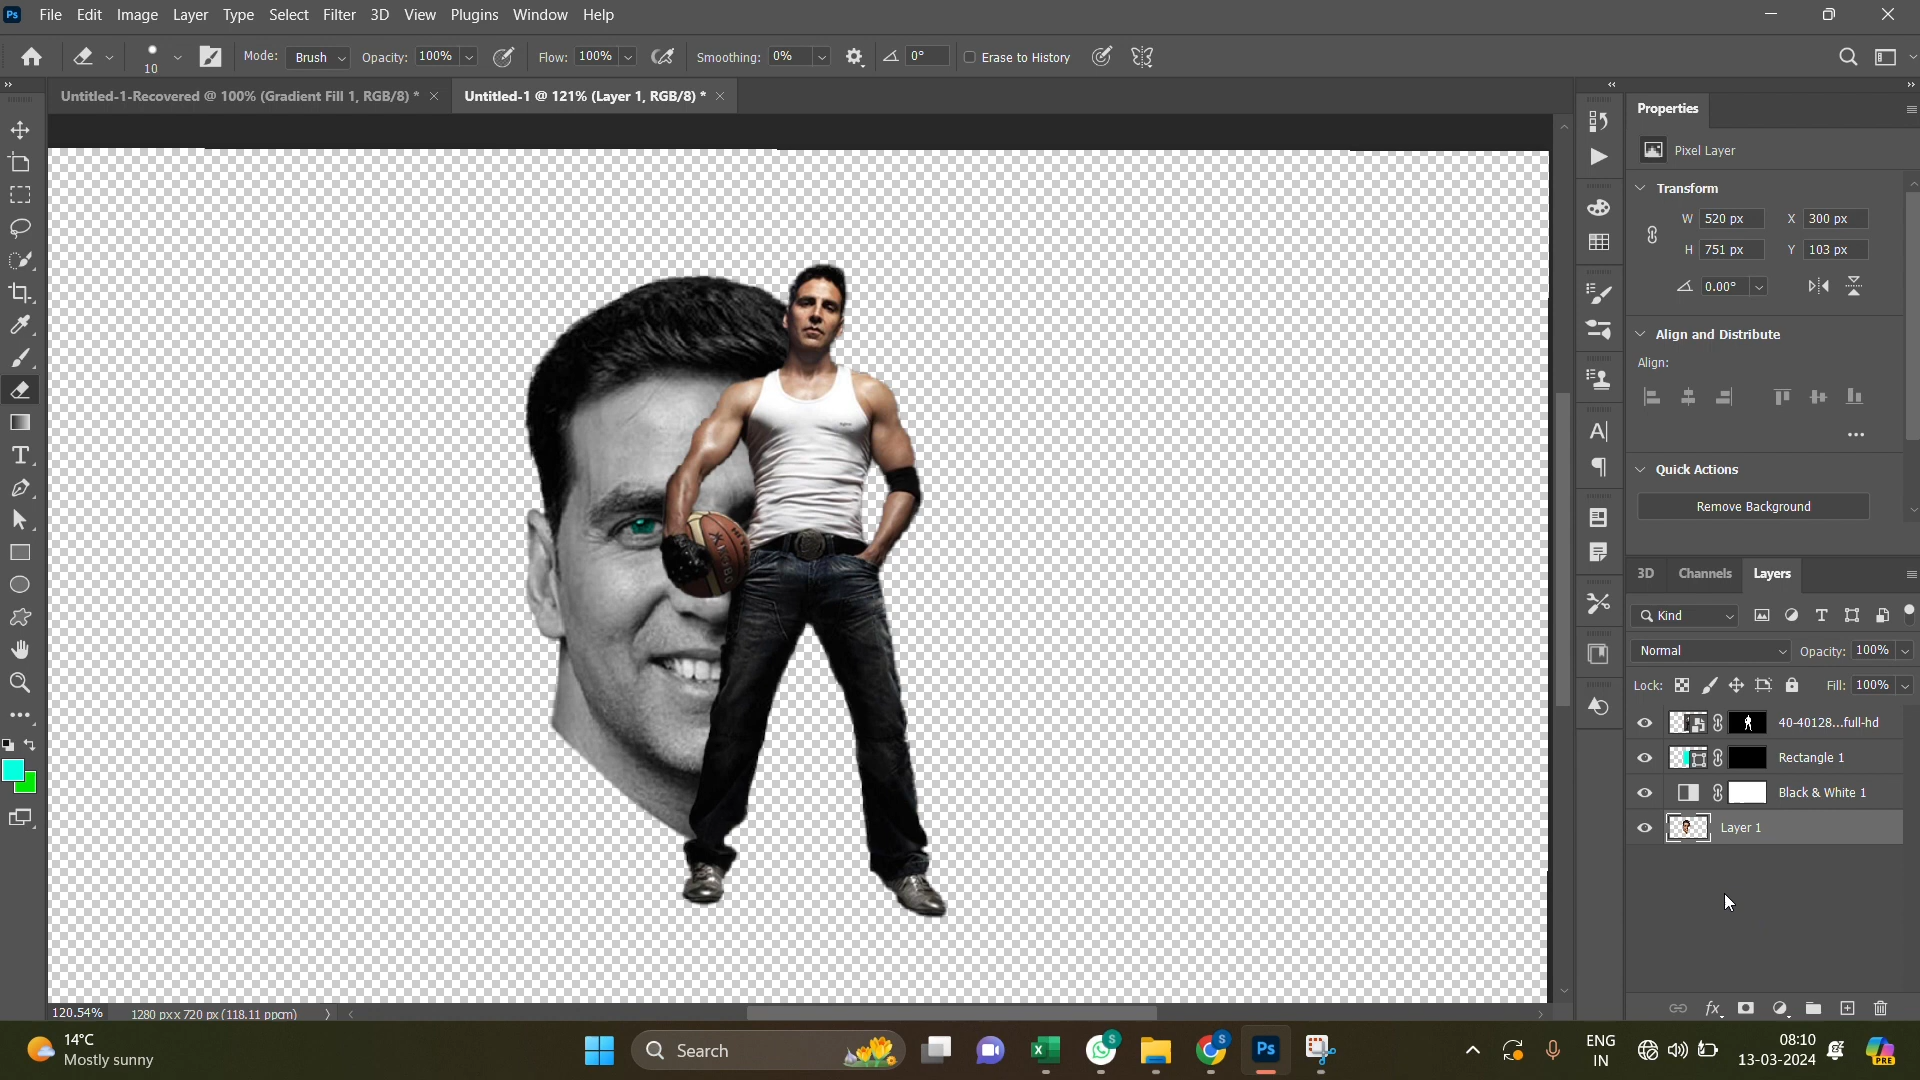 Ps File Edit Image Layer Type Select Filter 3D View Plugins Window Help
10 Mode: Brush Opacity: 100% Flow: 100% Smoothing: 0% 0° Erase to History
Untitled-1-Recovered @ 100% (Gradient Fill 1, RGB/8) * × Untitled-1 @ 121% (Layer 1, RGB/8) * ×
Properties
Pixel Layer
Transform
W 520 px X 300 px
H 751 px Y 103 px
0.00°
Align and Distribute
Align:
Quick Actions
Remove Background
3D Channels Layers
Kind
Normal Opacity: 100%
Lock: Fill: 100%
40-40128...full-hd
Rectangle 1
Black & White 1
Layer 1
120.54% 1280 px x 720 px (118.11 ppcm)
14°C
Mostly sunny
Search
Ps
ENG
IN
08:10
13-03-2024
PRE